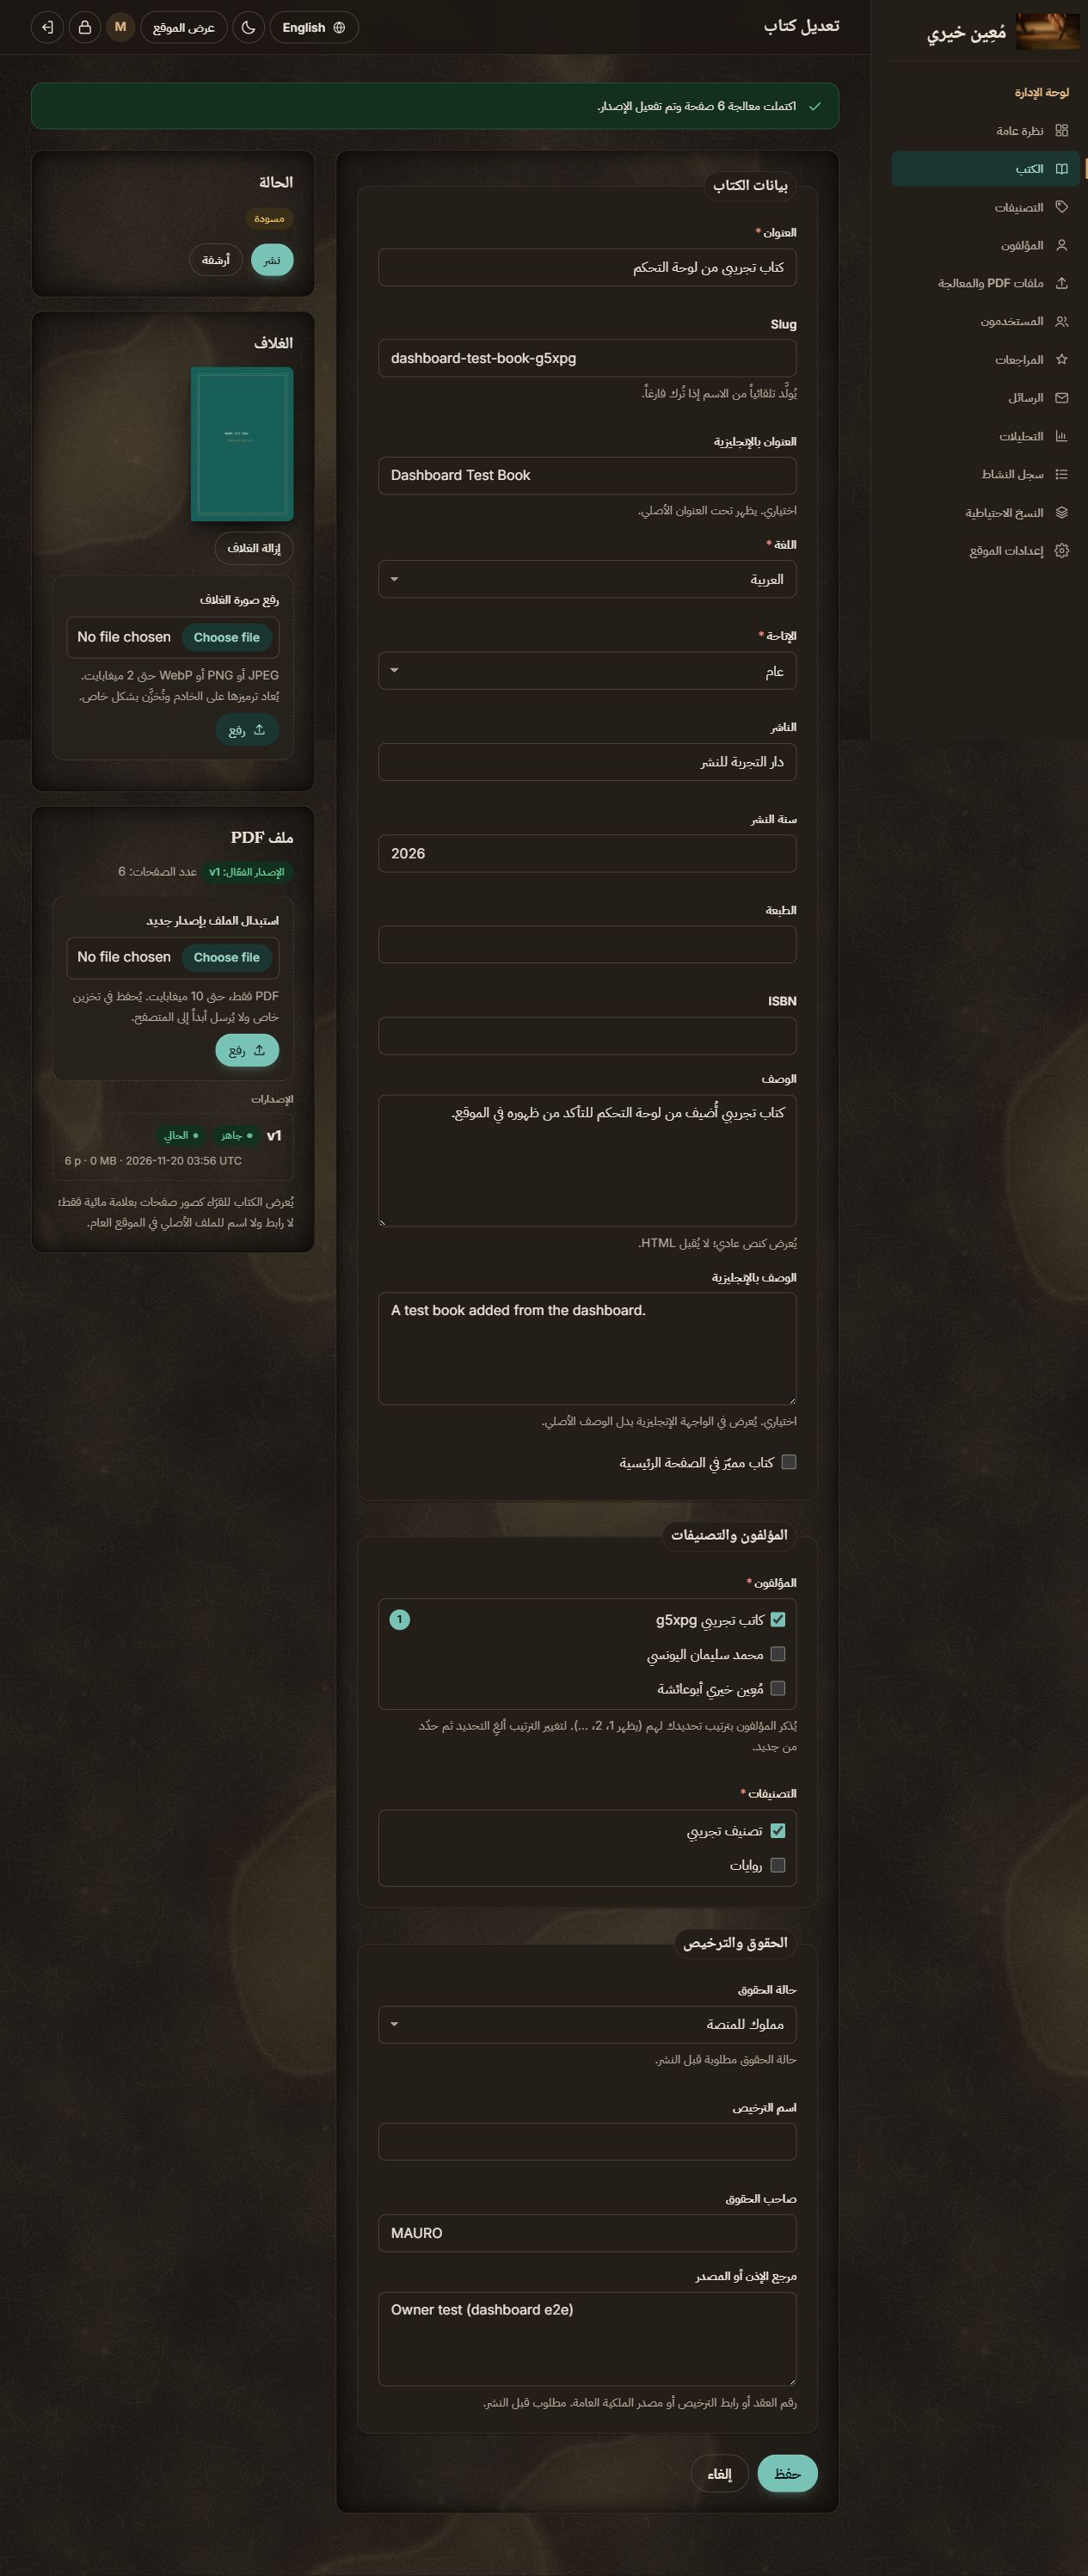 مُعِين خيري
لوحة الإدارة
نظرة عامة
الكتب
التصنيفات
المؤلفون
ملفات PDF والمعالجة
المستخدمون
المراجعات
الرسائل
التحليلات
سجل النشاط
النسخ الاحتياطية
إعدادات الموقع
تعديل كتاب
English
عرض الموقع
M
اكتملت معالجة 6 صفحة وتم تفعيل الإصدار.
بيانات الكتاب
العنوان *
كتاب تجريبي من لوحة التحكم
Slug
dashboard-test-book-g5xpg
يُولَّد تلقائياً من الاسم إذا تُرك فارغاً.
العنوان بالإنجليزية
Dashboard Test Book
اختياري. يظهر تحت العنوان الأصلي.
اللغة *
العربية
الإتاحة *
عام
الناشر
دار التجربة للنشر
سنة النشر
2026
الطبعة
ISBN
الوصف
كتاب تجريبي أُضيف من لوحة التحكم للتأكد من ظهوره في الموقع.
يُعرض كنص عادي؛ لا يُقبل HTML.
الوصف بالإنجليزية
A test book added from the dashboard.
اختياري. يُعرض في الواجهة الإنجليزية بدل الوصف الأصلي.
كتاب مميّز في الصفحة الرئيسية
المؤلفون والتصنيفات
المؤلفون *
كاتب تجريبي g5xpg
1
محمد سليمان اليونسي
مُعِين خيري أبوعائشة
يُذكر المؤلفون بترتيب تحديدك لهم (يظهر 1، 2، ...). لتغيير الترتيب ألغِ التحديد ثم حدّد
من جديد.
التصنيفات *
تصنيف تجريبي
روايات
الحقوق والترخيص
حالة الحقوق
مملوك للمنصة
حالة الحقوق مطلوبة قبل النشر.
اسم الترخيص
صاحب الحقوق
MAURO
مرجع الإذن أو المصدر
Owner test (dashboard e2e)
رقم العقد أو رابط الترخيص أو مصدر الملكية العامة. مطلوب قبل النشر.
حفظ
إلغاء
الحالة
مسودة
نشر
أرشفة
الغلاف
إزالة الغلاف
رفع صورة الغلاف
Choose file No file chosen
JPEG أو PNG أو WebP حتى 2 ميغابايت.
يُعاد ترميزها على الخادم وتُخزَّن بشكل خاص.
رفع
ملف PDF
الإصدار الفعّال: v1 عدد الصفحات: 6
استبدال الملف بإصدار جديد
Choose file No file chosen
PDF فقط، حتى 10 ميغابايت. يُحفظ في تخزين
خاص ولا يُرسل أبداً إلى المتصفح.
رفع
الإصدارات
v1 جاهز الحالي
6 p · 0 MB · 2026-11-20 03:56 UTC
يُعرض الكتاب للقرّاء كصور صفحات بعلامة مائية فقط؛
لا رابط ولا اسم للملف الأصلي في الموقع العام.